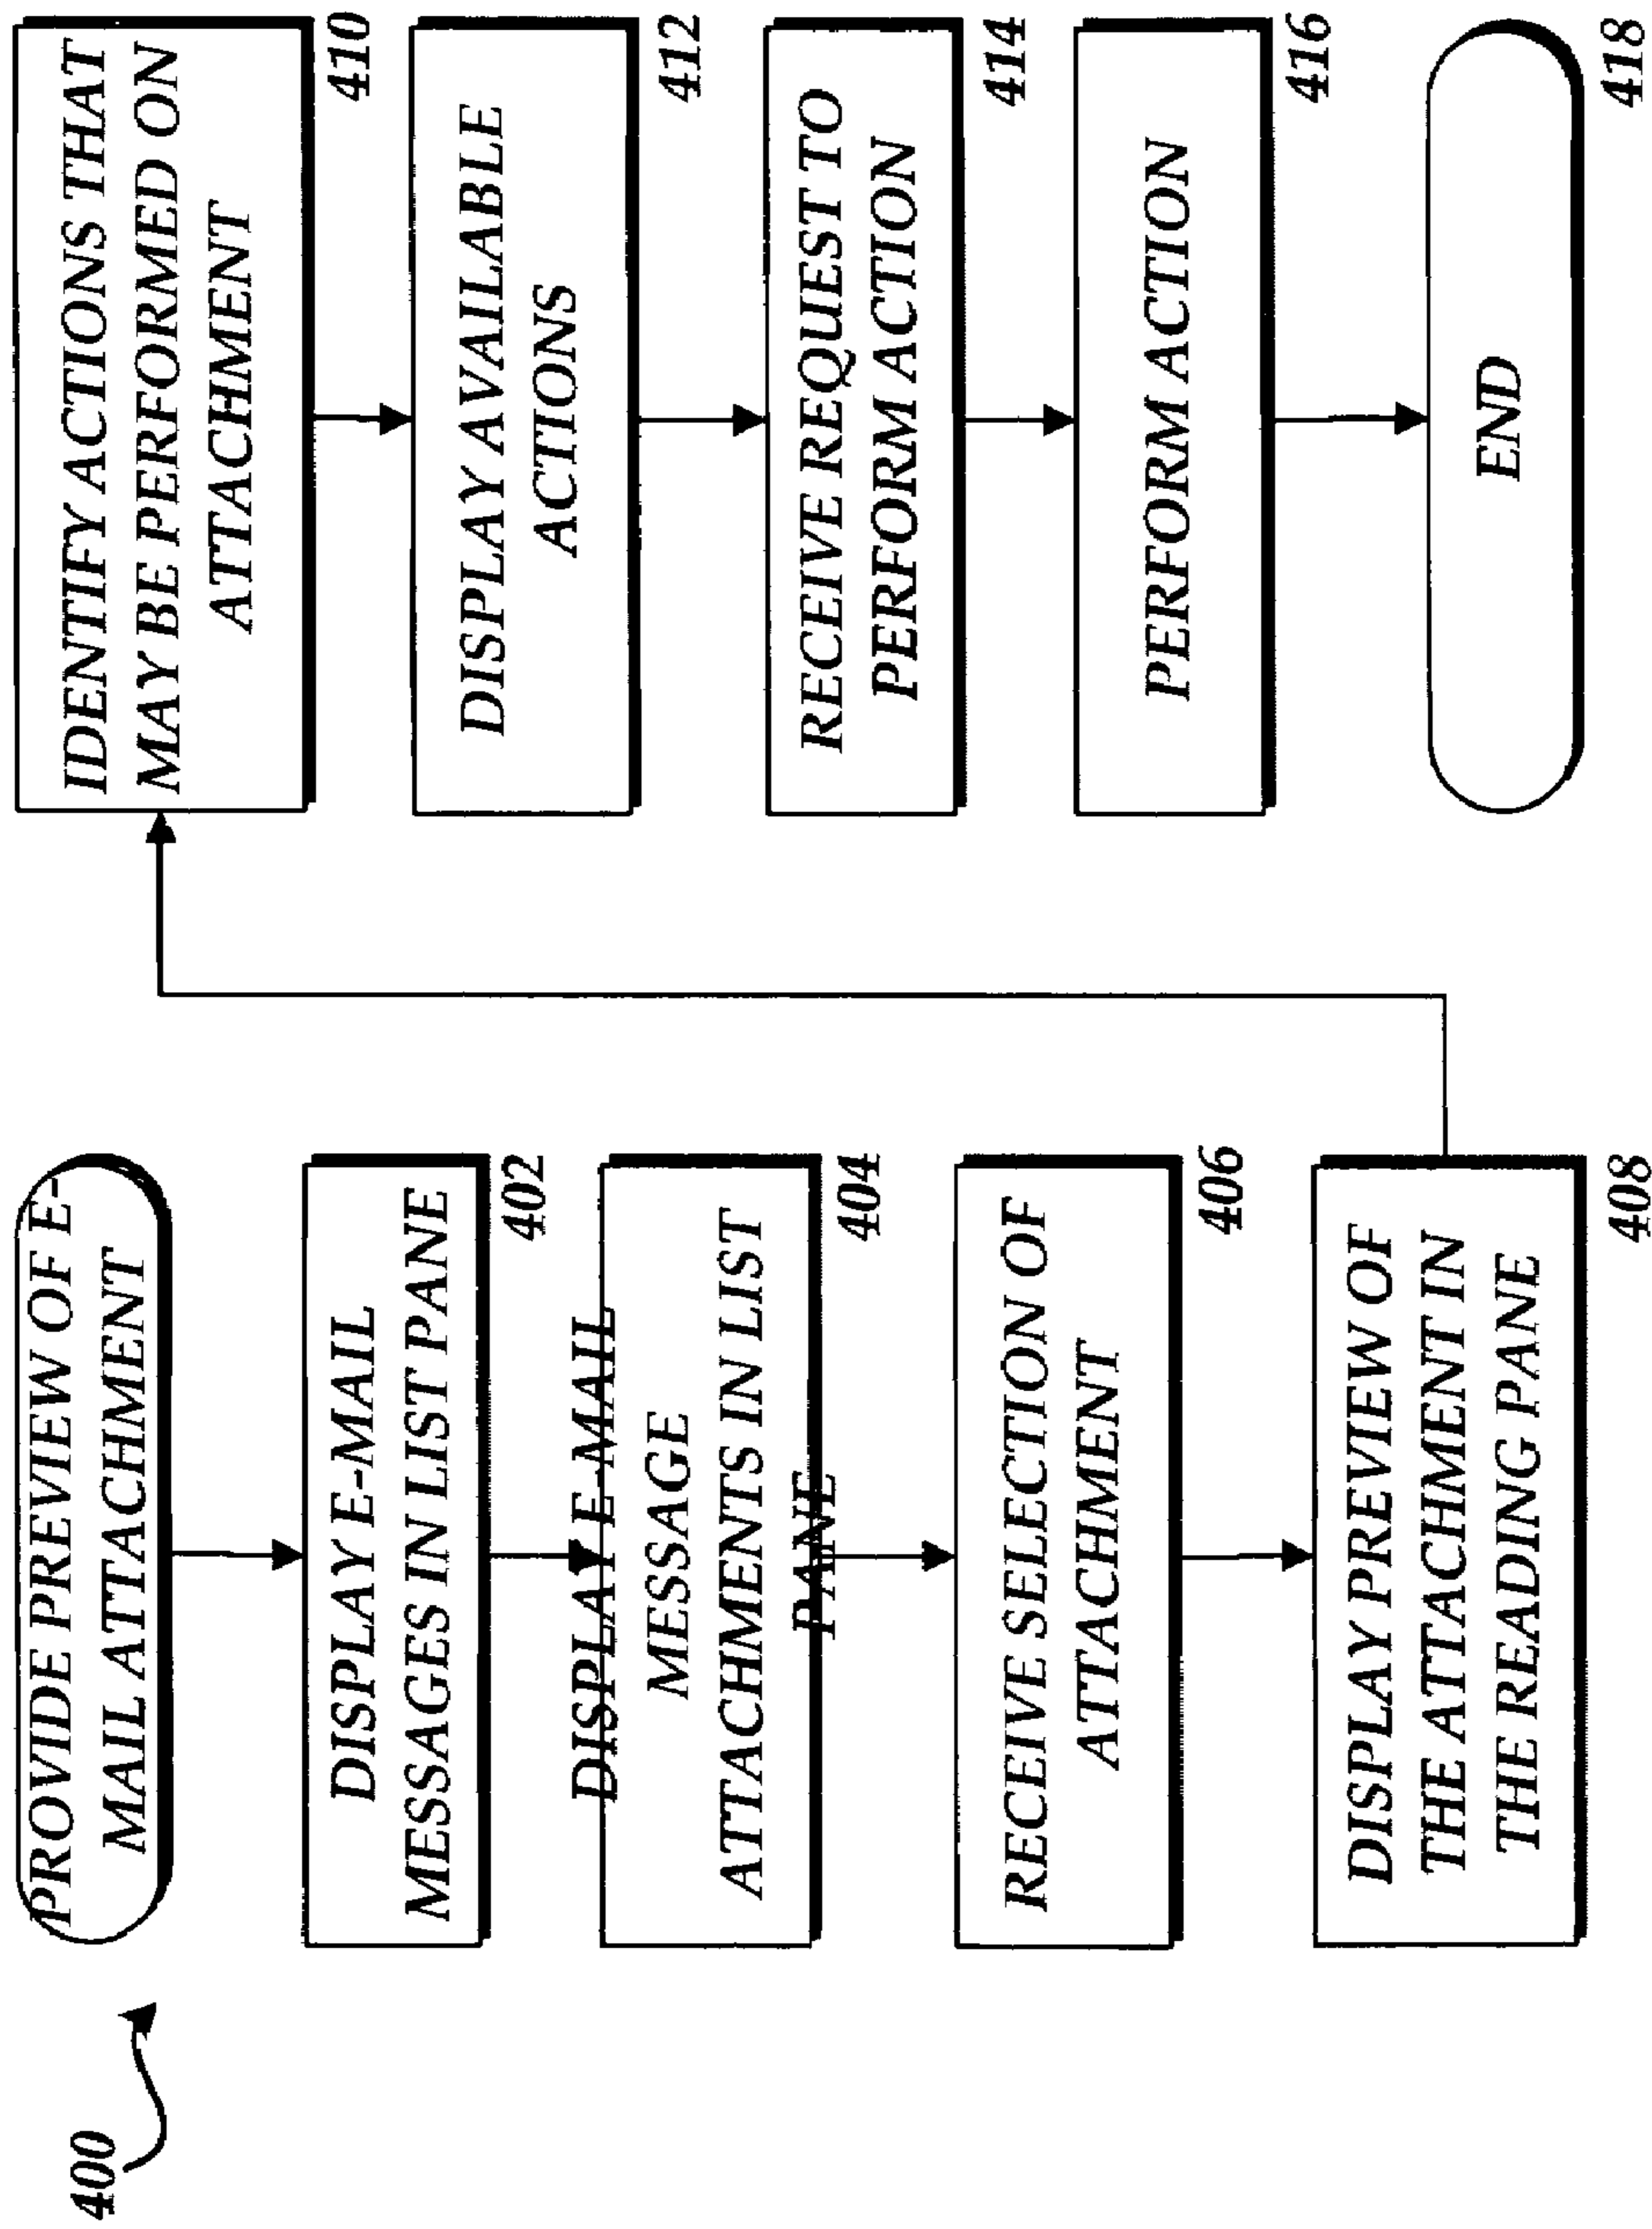 400
PROVIDE PREVIEW OF E-
MAIL ATTACHMENT
DISPLAY E-MAIL
MESSAGES IN LIST PANE
402
DISPLAY E-MAIL
MESSAGE
ATTACHMENTS IN LIST
PANE
404
RECEIVE SELECTION OF
ATTACHMENT
406
DISPLAY PREVIEW OF
THE ATTACHMENT IN
THE READING PANE
408
IDENTIFY ACTIONS THAT
MAY BE PERFORMED ON
ATTACHMENT
410
DISPLAY AVAILABLE
ACTIONS
412
RECEIVE REQUEST TO
PERFORM ACTION
414
PERFORM ACTION
416
END
418